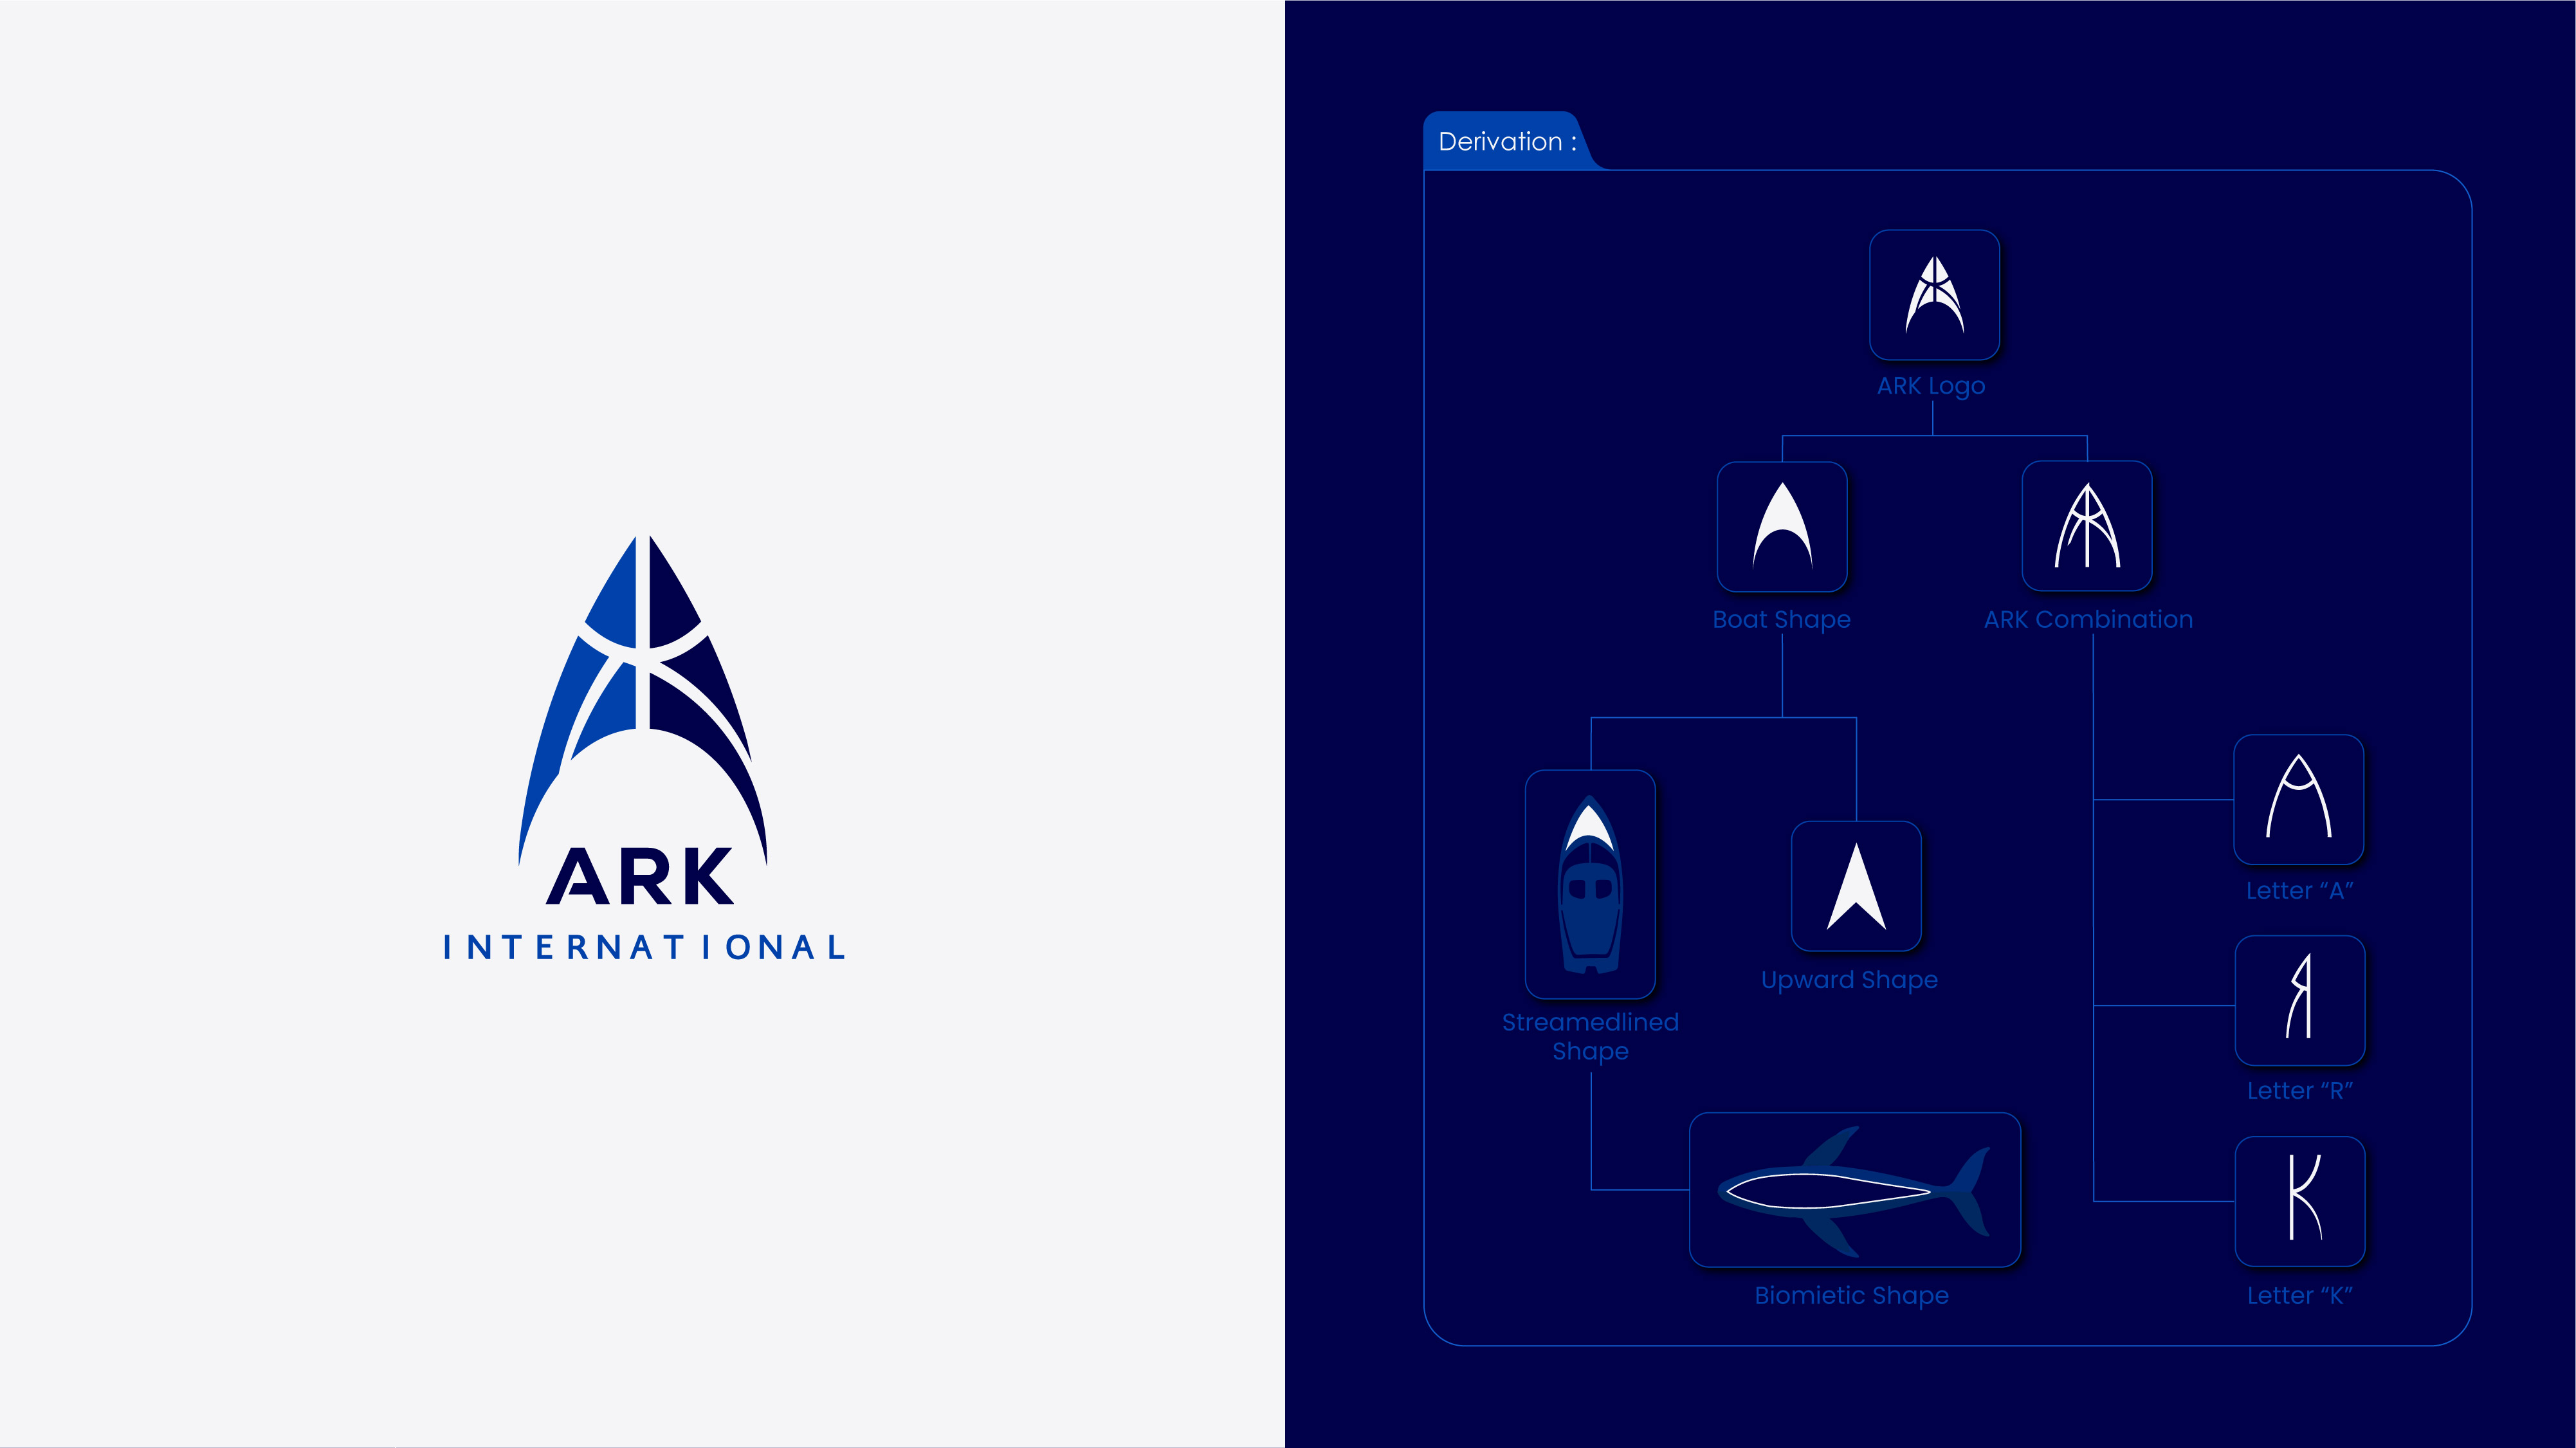 ARK
INTERNATIONAL
Derivation :
ARK Logo
Boat Shape
ARK Combination
Streamedlined
Shape
Upward Shape
Biomietic Shape
Letter “A”
Letter “R”
Letter “K”